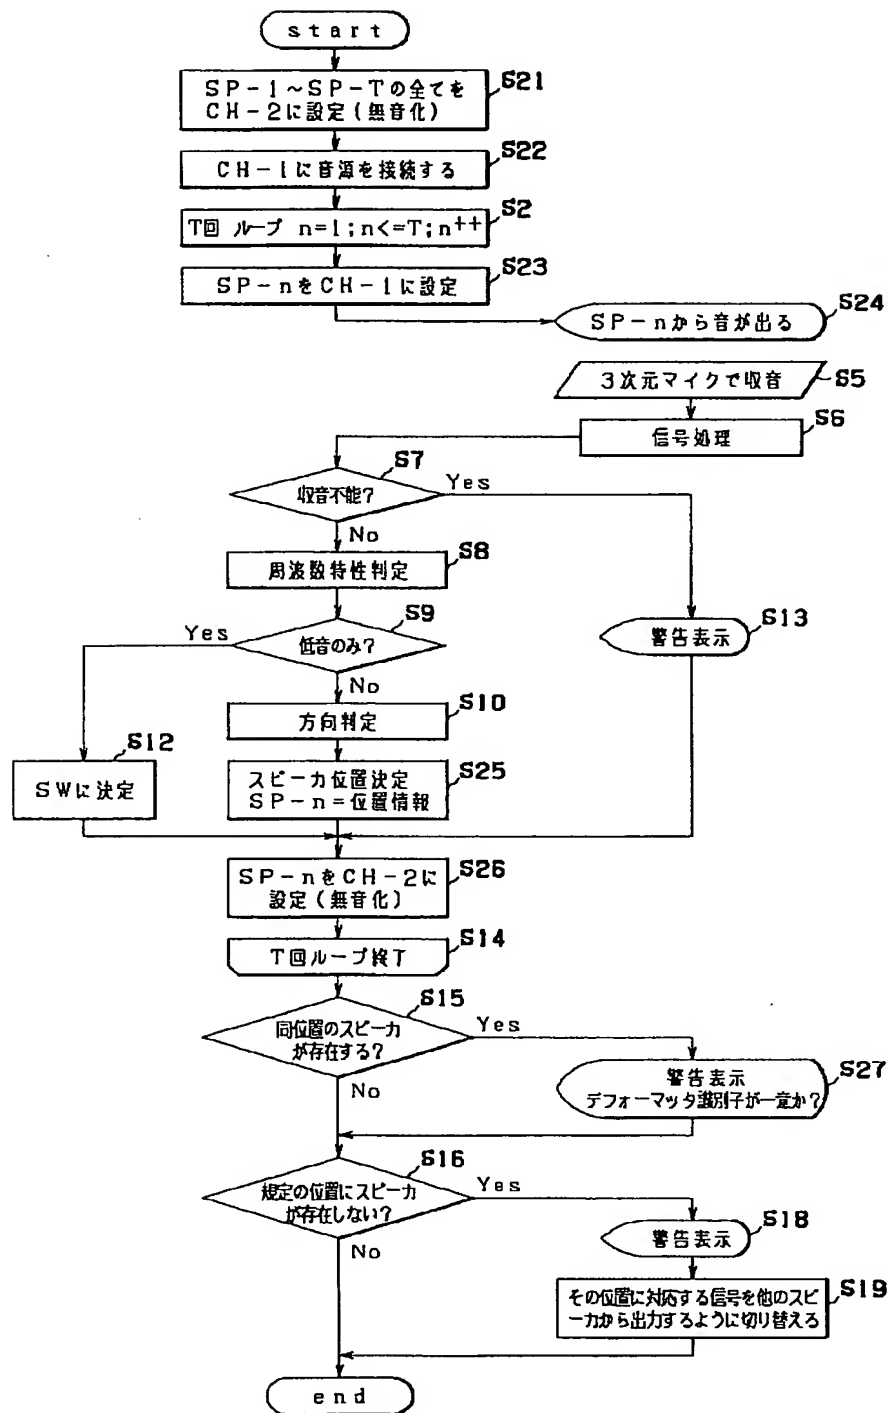 start
SP-1～SP-Tの全てを
CH-2に設定(無音化)
S21
CH-1に音源を接続する
S22
T回 ループ n=1;n<=T;n++
S2
SP-nをCH-1に設定
S23
SP-nから音が出る
S24
3次元マイクで収音
S5
信号処理
S6
収音不能?
S7
Yes
No
周波数特性判定
S8
低音のみ?
S9
Yes
No
警告表示
S13
方向判定
S10
SWに決定
S12
スピーカ位置決定
SP-n=位置情報
S25
SP-nをCH-2に
設定(無音化)
S26
T回ループ終了
S14
同位置のスピーカ
が存在する?
S15
Yes
No
警告表示
デフォーマッタ識別子が一意か?
S27
規定の位置にスピーカ
が存在しない?
S16
Yes
No
警告表示
S18
その位置に対応する信号を他のスピ
ーカから出力するように切り替える
S19
end